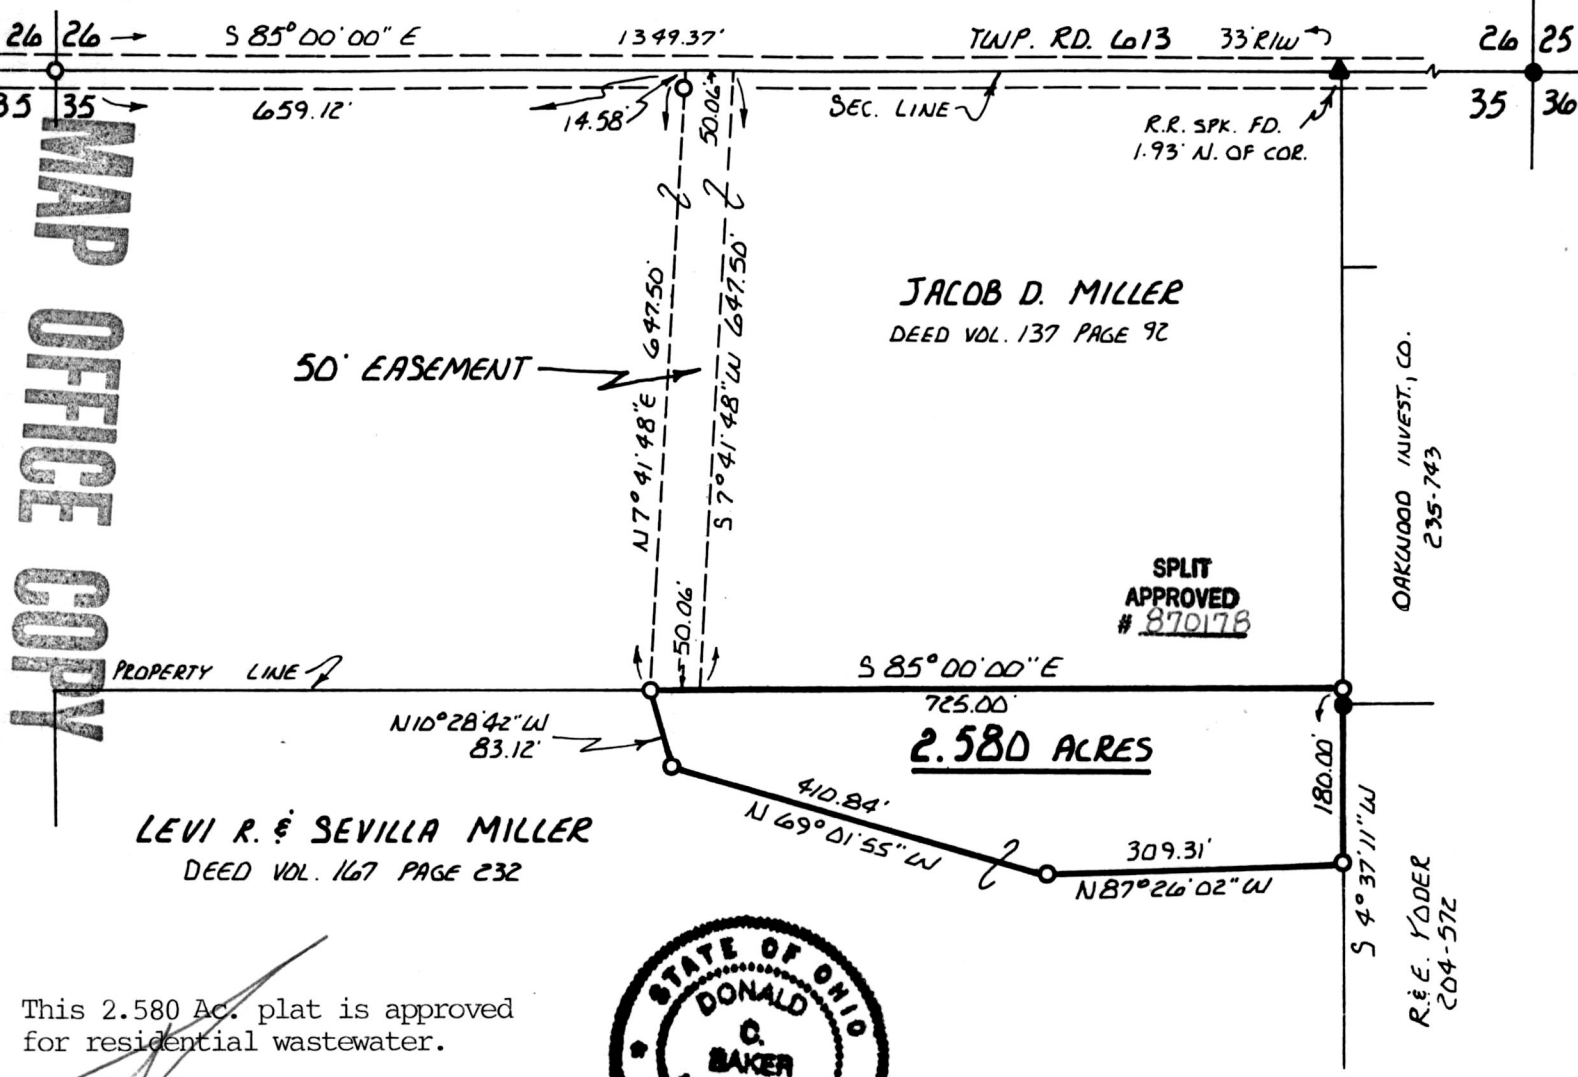 26 26 S 85° 00' 00" E 1349.37' TWP. RD. 613 33' R/W 26 25
35 35 659.12' 14.58' 50.06' SEC. LINE 35 36
R.R. SPK. FD.
1.93' N. OF COR.
MAP OFFICE COPY
JACOB D. MILLER
DEED VOL. 137 PAGE 92
50' EASEMENT
N 7° 41' 48" E 647.50'
S 7° 41' 48" W 647.50'
OAKWOOD INVEST., CO.
235-743
SPLIT
APPROVED
# 870178
50.06'
PROPERTY LINE
S 85° 00' 00" E
725.00'
N 10° 28' 42" W
83.12'
2.580 ACRES
180.00'
S 4° 37' 11" W
410.84'
N 69° 01' 55" W
309.31'
N 87° 26' 02" W
LEVI R. & SEVILLA MILLER
DEED VOL. 167 PAGE 232
R. & E. YODER
204-572
This 2.580 Ac. plat is approved
for residential wastewater.
STATE OF OHIO
DONALD
C.
BAKER